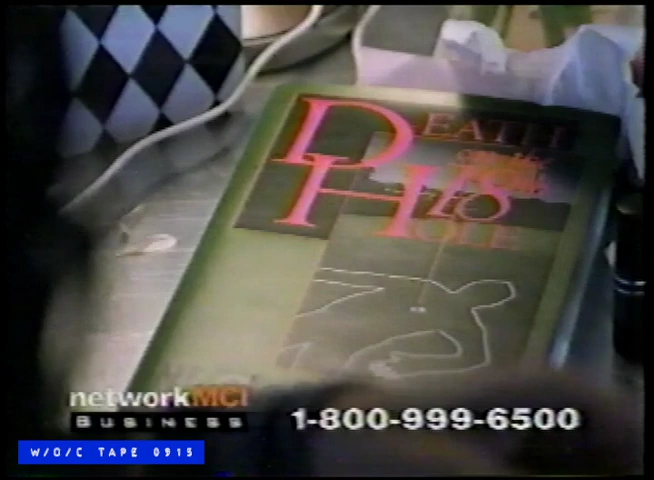 DEATH
HOLE
networkMCI
BUSINESS
1-800-999-6500
W/O/C TAPE 0915